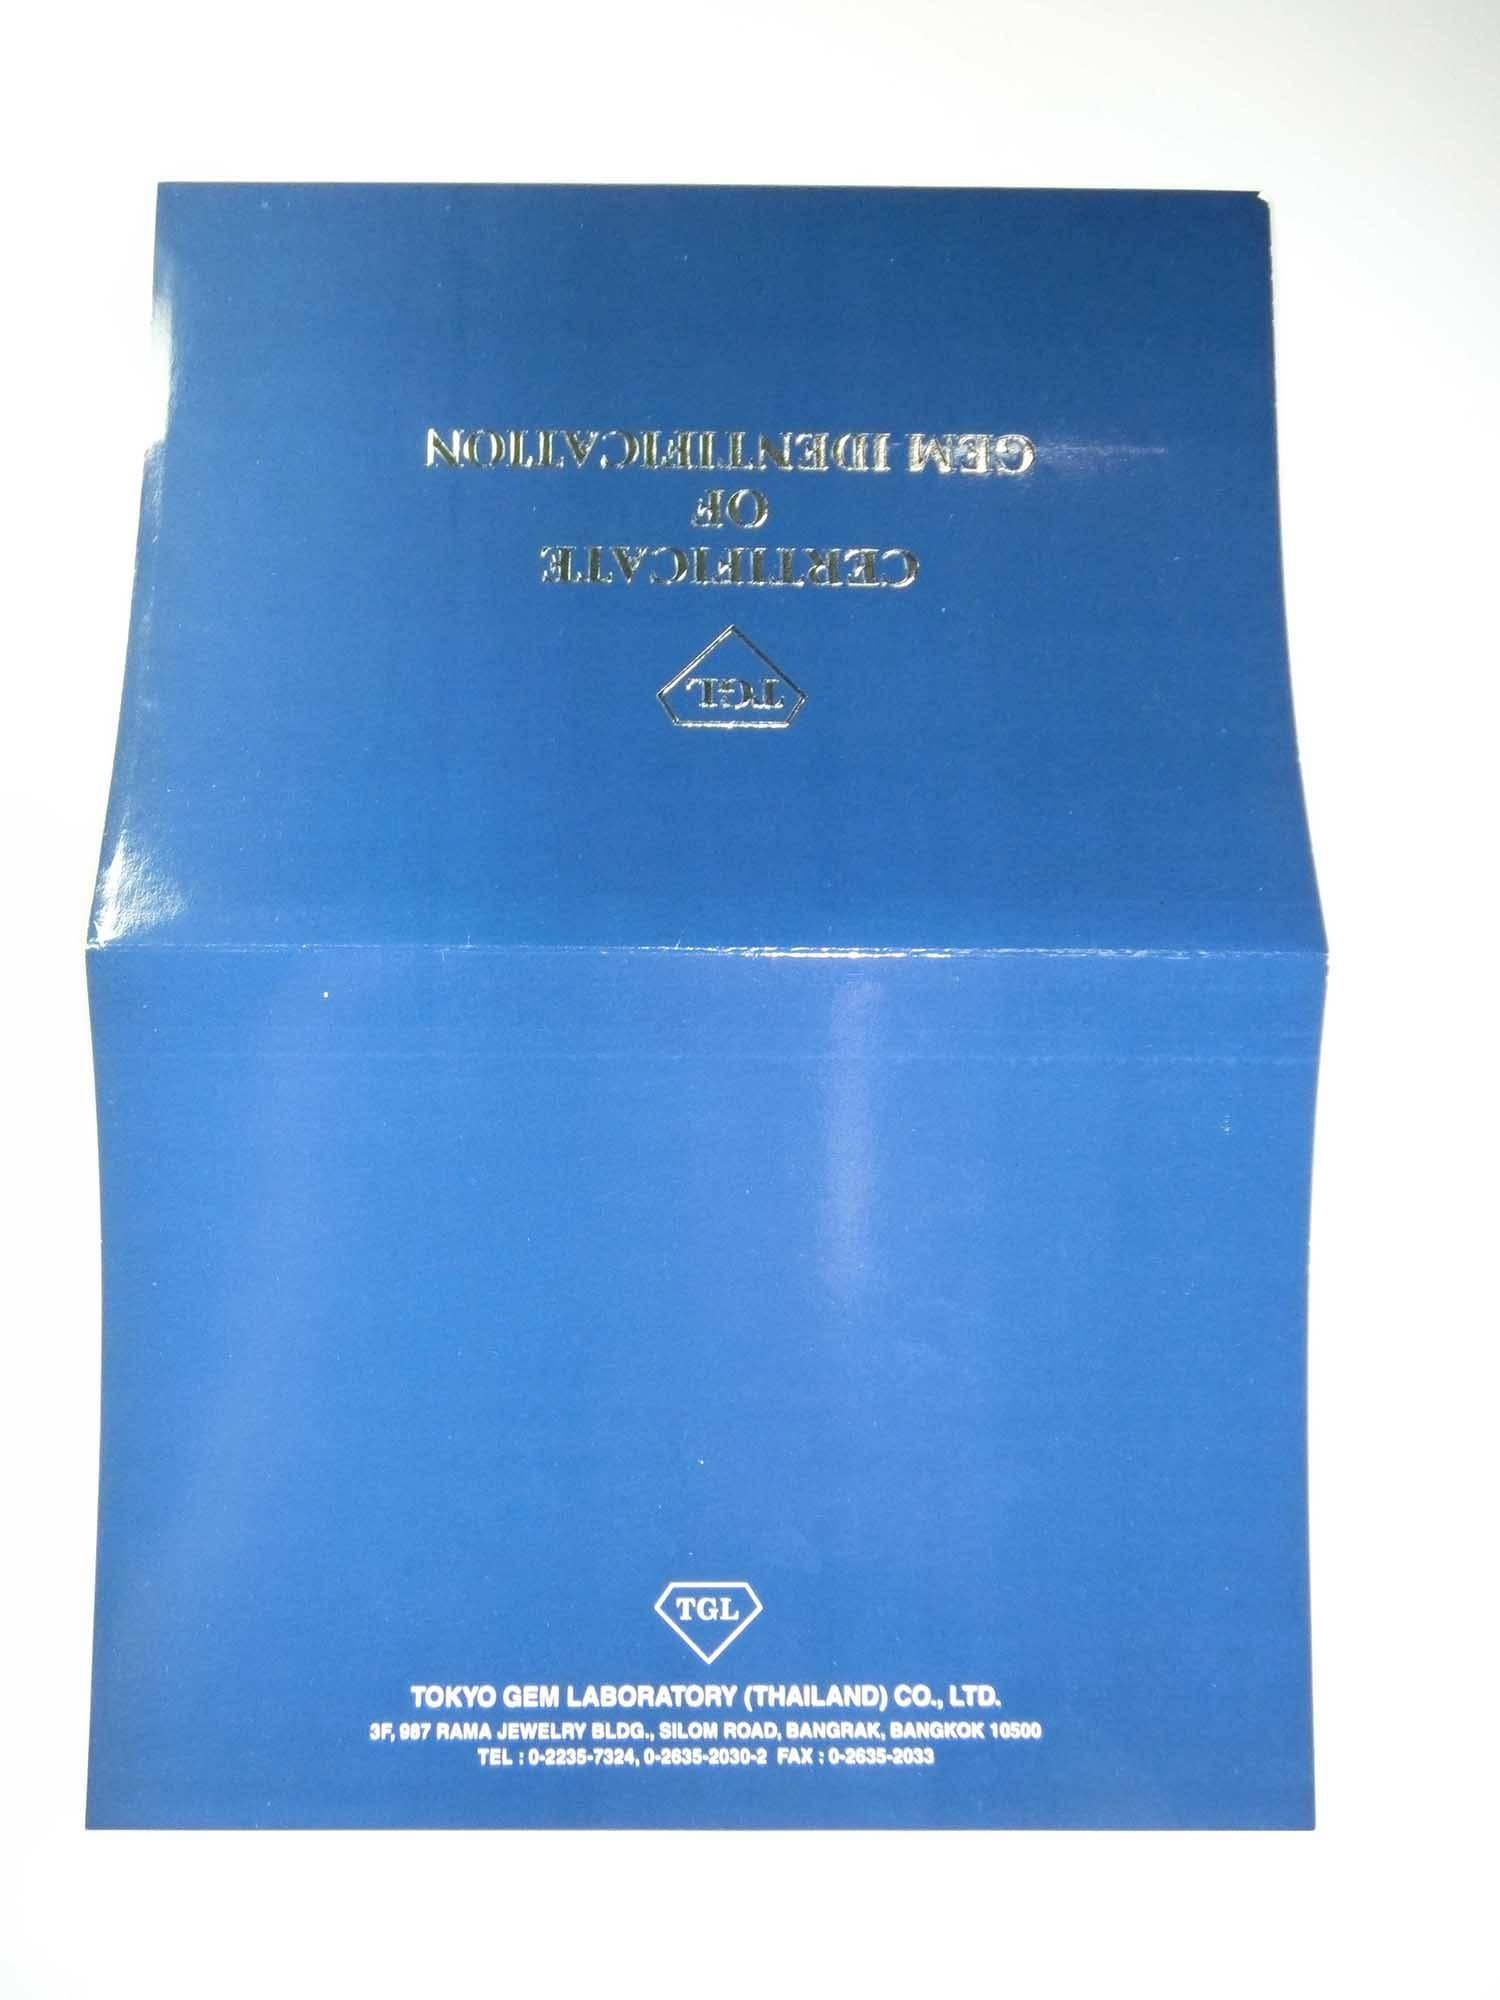 TGL
CERTIFICATE
OF
GEM IDENTIFICATION
TGL
TOKYO GEM LABORATORY (THAILAND) CO., LTD.
3F, 987 RAMA JEWELRY BLDG., SILOM ROAD, BANGRAK, BANGKOK 10500
TEL : 0-2235-7324, 0-2635-2030-2 FAX : 0-2635-2033